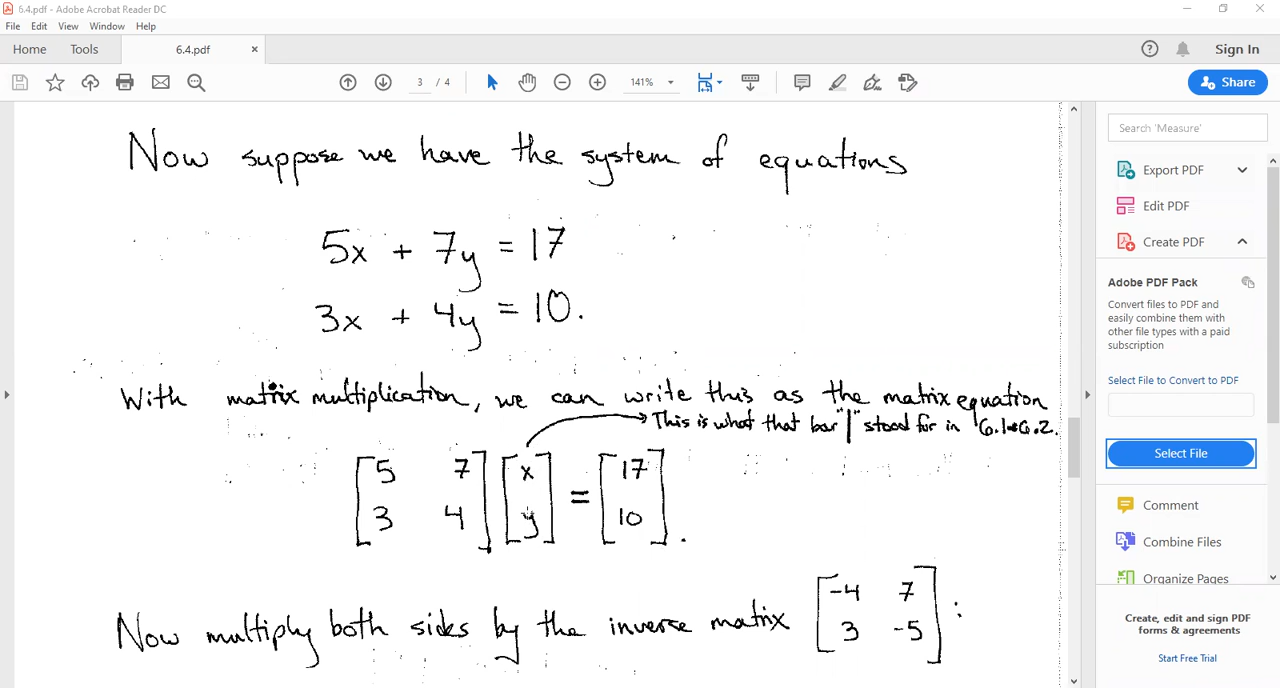 6.4.pdf - Adobe Acrobat Reader DC
File Edit View Window Help
Home Tools 6.4.pdf × Sign In
3 / 4 141% Share
Now suppose we have the system of equations
5x + 7y = 17
3x + 4y = 10.
With matrix multiplication, we can write this as the matrix equation
This is what that bar "|" stood for in 6.1+6.2.
[5 7] [x] = [17]
[3 4] [y] [10].
Now multiply both sides by the inverse matrix [-4 7] :
[3 -5]
Search 'Measure'
Export PDF
Edit PDF
Create PDF
Adobe PDF Pack
Convert files to PDF and
easily combine them with
other file types with a paid
subscription
Select File to Convert to PDF
Select File
Comment
Combine Files
Organize Pages
Create, edit and sign PDF
forms & agreements
Start Free Trial